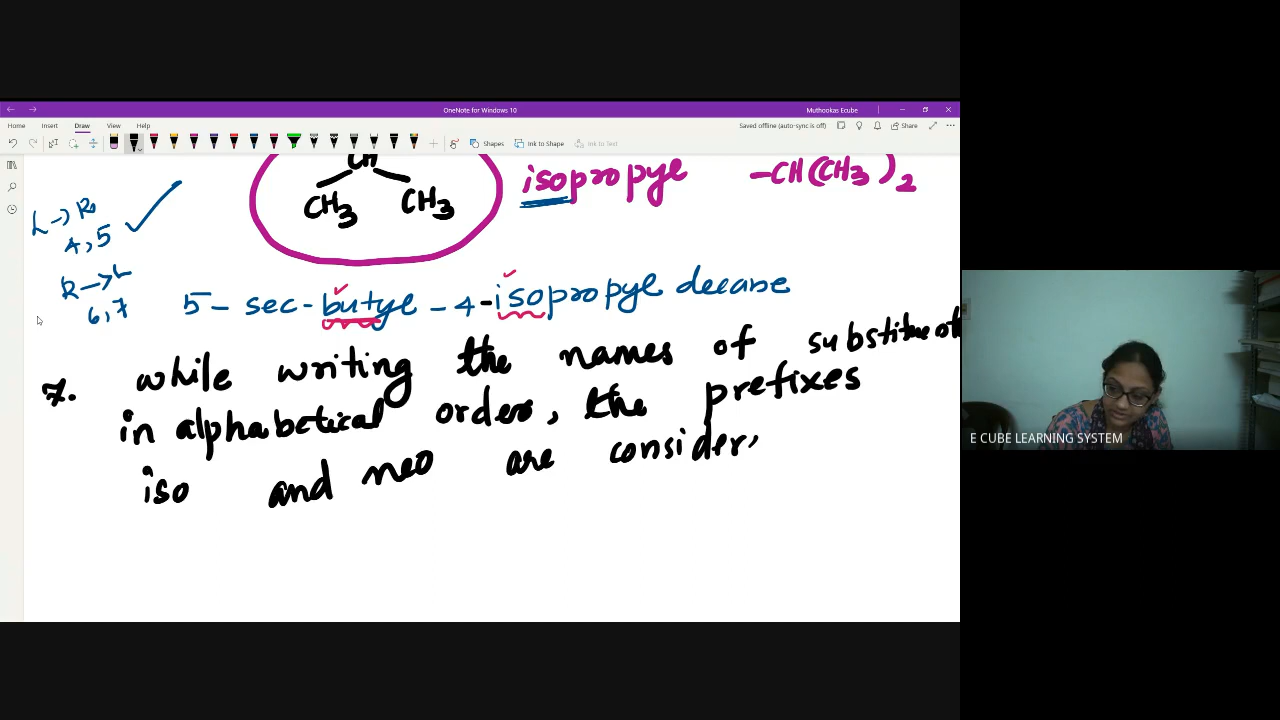 OneNote for Windows 10
Muthookas Ecube
Home Insert Draw View Help
Saved offline (auto-sync is off)
Share
Shapes
Ink to Shape
Ink to Text
CH
CH3 CH3
isopropyl -CH(CH3)2
L -> R
4,5
R -> L
6,7
5- sec-butyl -4-isopropyl decane
7. while writing the names of substituent
in alphabetical order, the prefixes
iso and neo are consider
E CUBE LEARNING SYSTEM